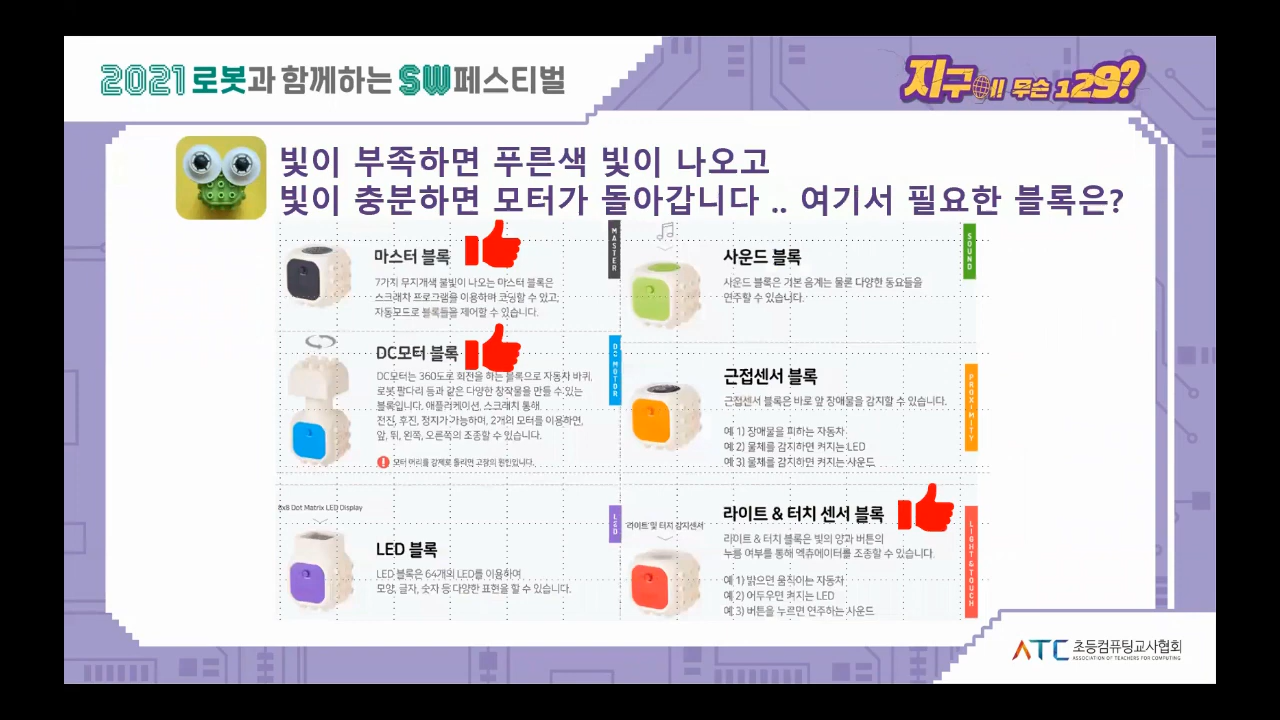 2021 로봇과 함께하는 SW페스티벌
지구!! 무슨 129?
빛이 부족하면 푸른색 빛이 나오고
빛이 충분하면 모터가 돌아갑니다 .. 여기서 필요한 블록은?
마스터 블록
7가지 무지개색 불빛이 나오는 마스터 블록은
스크래치 프로그램을 이용하여 코딩할 수 있고,
자동모드로 블록들을 제어할 수 있습니다.
MASTER
DC모터 블록
DC모터는 360도로 회전을 하는 블록으로 자동차 바퀴,
로봇 팔다리 등과 같은 다양한 창작물을 만들 수 있는
블록입니다. 애플리케이션, 스크래치 통해
전진, 후진, 정지가 가능하며, 2개의 모터를 이용하면,
앞, 뒤, 왼쪽, 오른쪽의 조종할 수 있습니다.
모터 머리를 강제로 돌리면 고장의 원인입니다.
DC MOTOR
8x8 Dot Matrix LED Display
LED 블록
LED 블록은 64개의 LED를 이용하여
모양, 글자, 숫자 등 다양한 표현을 할 수 있습니다.
LED
사운드 블록
사운드 블록은 기본 음계는 물론 다양한 동요들을
연주할 수 있습니다.
SOUND
근접센서 블록
근접센서 블록은 바로 앞 장애물을 감지할 수 있습니다.
예 1) 장애물을 피하는 자동차
예 2) 물체를 감지하면 켜지는 LED
예 3) 물체를 감지하면 켜지는 사운드
PROXIMITY
라이트 및 터치 감지센서
라이트 & 터치 센서 블록
라이트 & 터치 블록은 빛의 양과 버튼의
누름 여부를 통해 엑츄에이터를 조종할 수 있습니다.
예 1) 밝으면 움직이는 자동차
예 2) 어두우면 켜지는 LED
예 3) 버튼을 누르면 연주하는 사운드
LIGHT&TOUCH
ATC 초등컴퓨팅교사협회
ASSOCIATION OF TEACHERS FOR COMPUTING